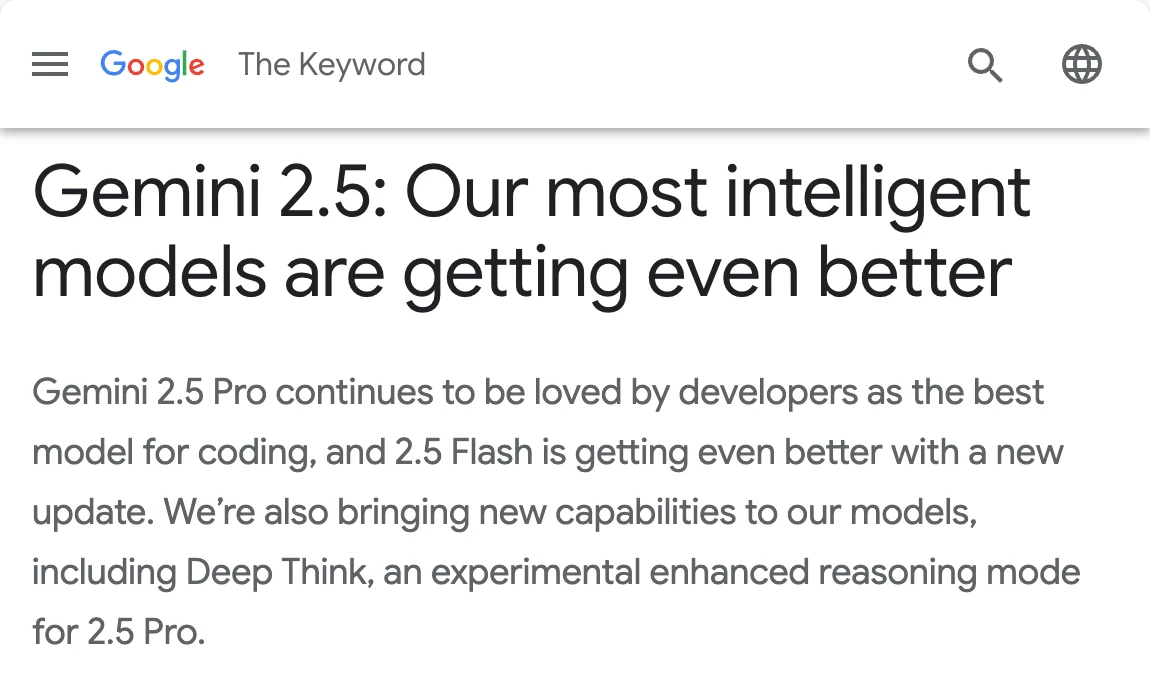 Google The Keyword
Gemini 2.5: Our most intelligent
models are getting even better
Gemini 2.5 Pro continues to be loved by developers as the best
model for coding, and 2.5 Flash is getting even better with a new
update. We’re also bringing new capabilities to our models,
including Deep Think, an experimental enhanced reasoning mode
for 2.5 Pro.